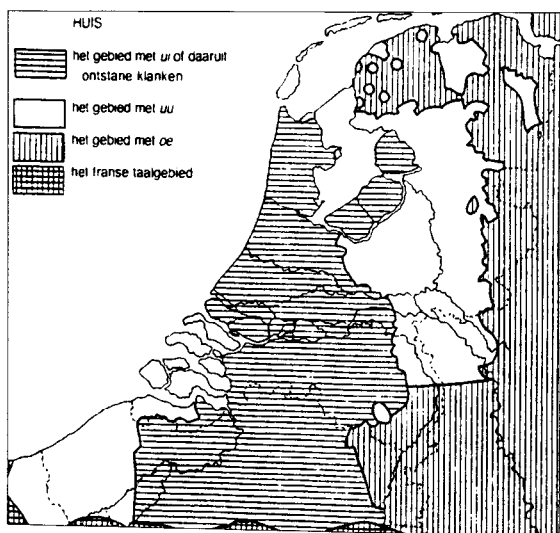 HUIS
het gebied met ui of daaruit
ontstane klanken
het gebied met uu
het gebied met oe
het franse taalgebied